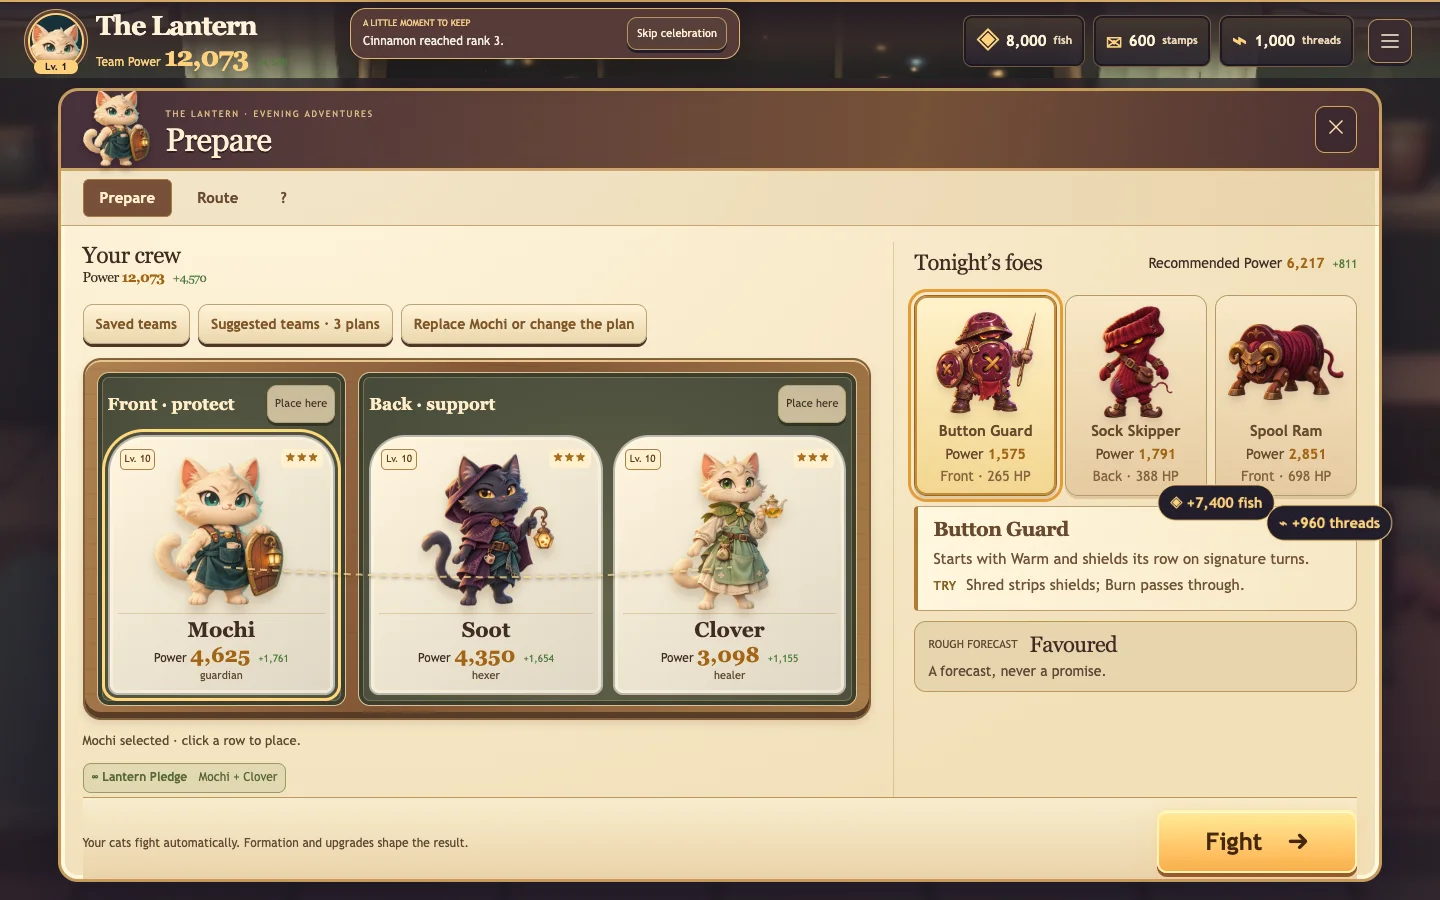 The Lantern
Team Power 12,073
Lv. 1
A LITTLE MOMENT TO KEEP
Cinnamon reached rank 3.
Skip celebration
8,000 fish
600 stamps
1,000 threads
THE LANTERN · EVENING ADVENTURES
Prepare
Prepare
Route
?
Your crew
Power 12,073 +4,570
Saved teams
Suggested teams · 3 plans
Replace Mochi or change the plan
Front · protect
Place here
Back · support
Place here
Lv. 10
Mochi
Power 4,625 +1,761
guardian
Lv. 10
Soot
Power 4,350 +1,654
hexer
Lv. 10
Clover
Power 3,098 +1,155
healer
Mochi selected · click a row to place.
∞ Lantern Pledge Mochi + Clover
Tonight's foes
Recommended Power 6,217 +811
Button Guard
Power 1,575
Front · 265 HP
Sock Skipper
Power 1,791
Back · 388 HP
Spool Ram
Power 2,851
Front · 698 HP
+7,400 fish
+960 threads
Button Guard
Starts with Warm and shields its row on signature turns.
TRY Shred strips shields; Burn passes through.
ROUGH FORECAST Favoured
A forecast, never a promise.
Your cats fight automatically. Formation and upgrades shape the result.
Fight →